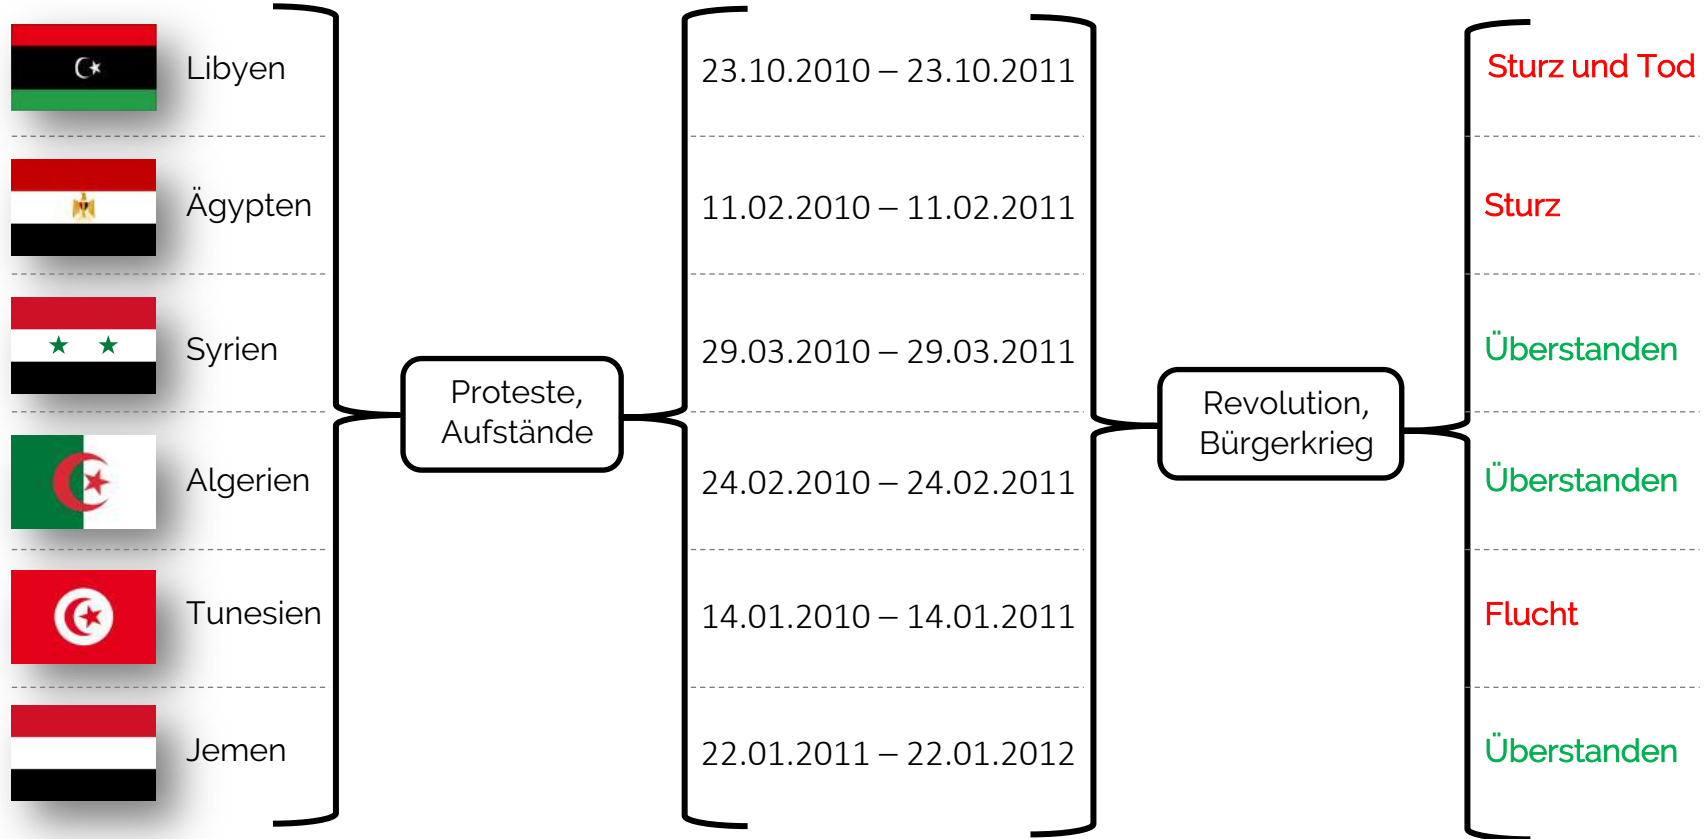 Libyen
23.10.2010 – 23.10.2011
Sturz und Tod
Ägypten
11.02.2010 – 11.02.2011
Sturz
Syrien
29.03.2010 – 29.03.2011
Überstanden
Proteste,
Aufstände
Revolution,
Bürgerkrieg
Algerien
24.02.2010 – 24.02.2011
Überstanden
Tunesien
14.01.2010 – 14.01.2011
Flucht
Jemen
22.01.2011 – 22.01.2012
Überstanden